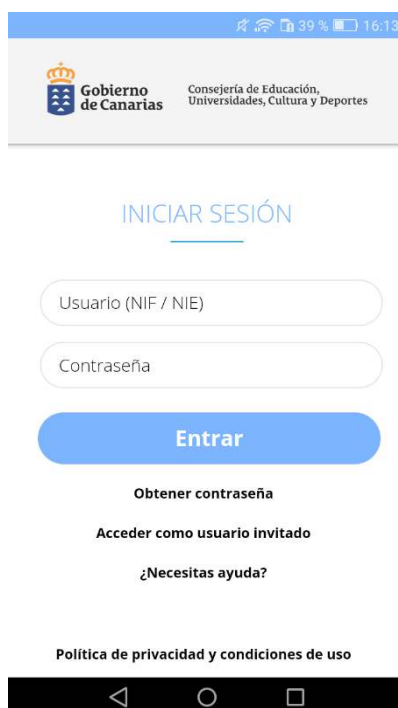 39 % 16:13
Gobierno
de Canarias
Consejería de Educación,
Universidades, Cultura y Deportes
INICIAR SESIÓN
Usuario (NIF / NIE)
Contraseña
Entrar
Obtener contraseña
Acceder como usuario invitado
¿Necesitas ayuda?
Política de privacidad y condiciones de uso